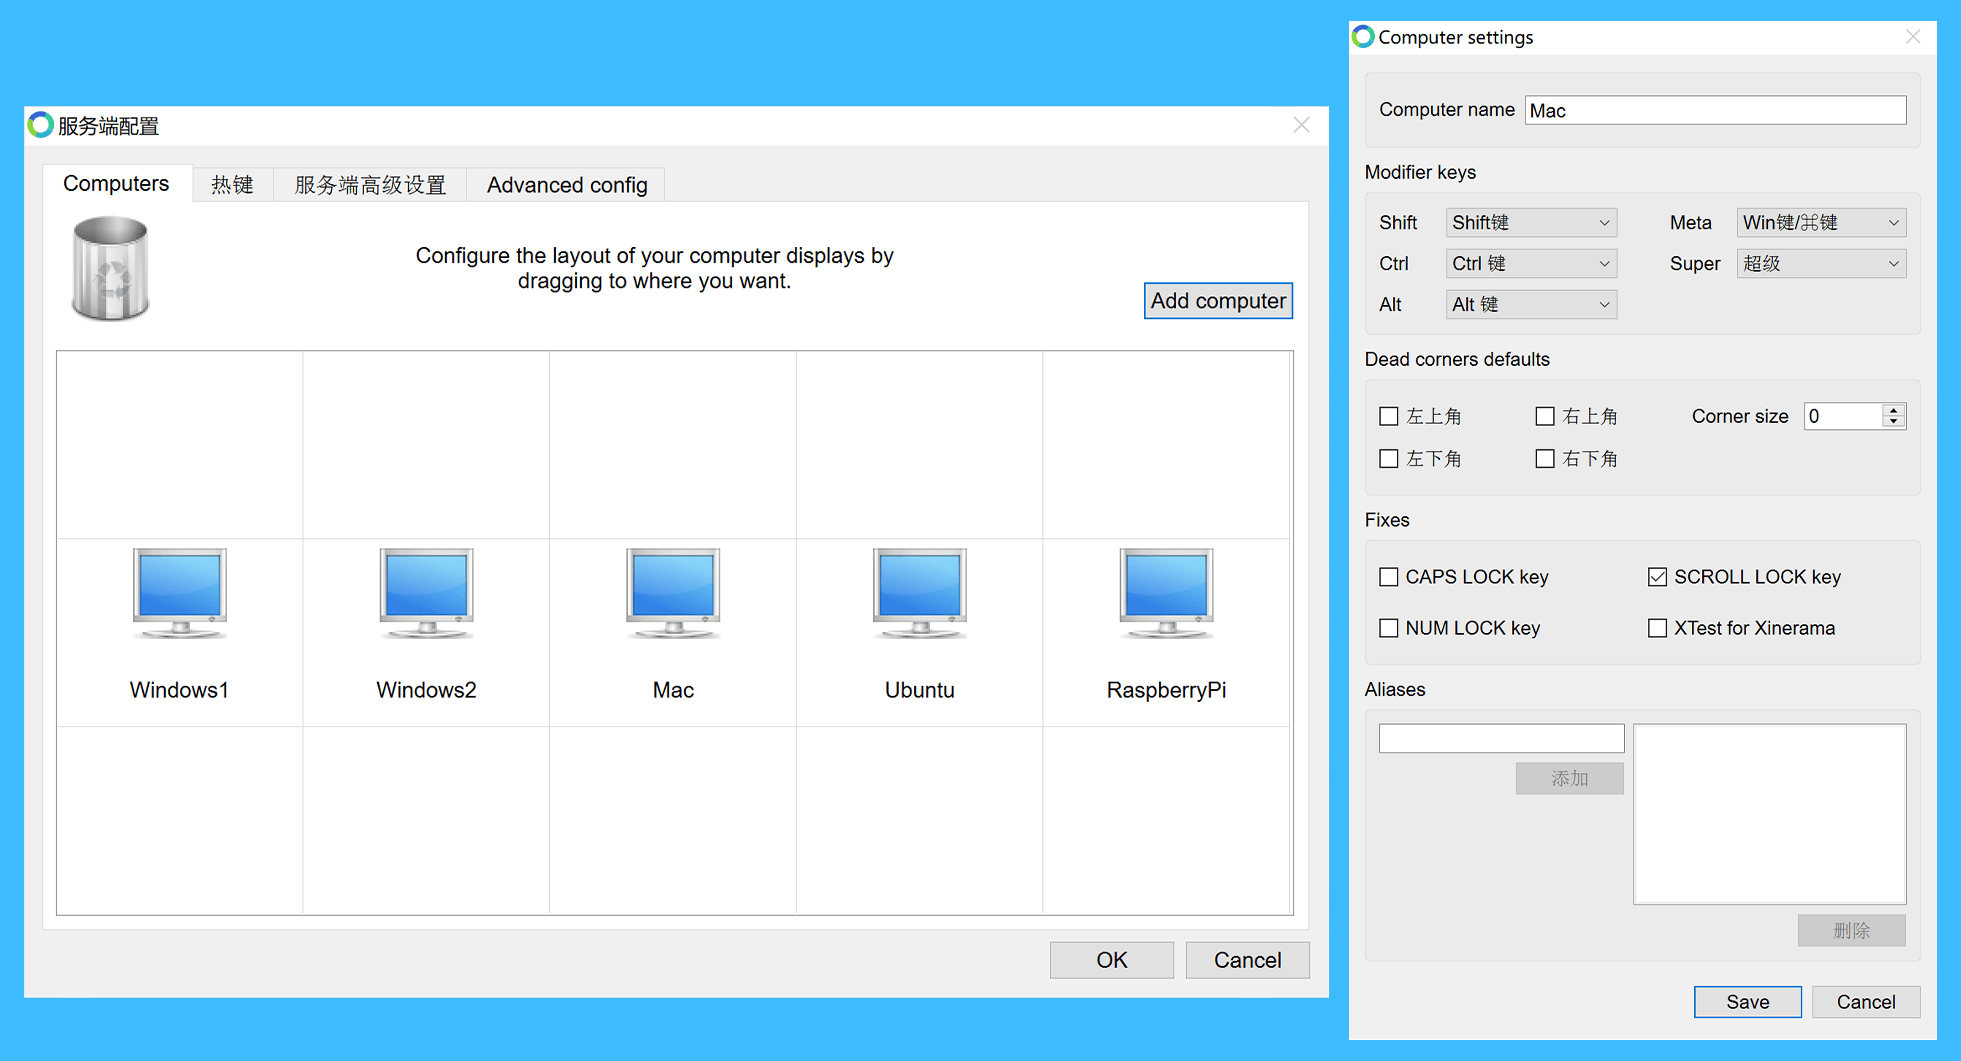 服务端配置
Computers
热键
服务端高级设置
Advanced config
Configure the layout of your computer displays by
dragging to where you want.
Add computer
Windows1
Windows2
Mac
Ubuntu
RaspberryPi
OK
Cancel
Computer settings
Computer name
Mac
Modifier keys
Shift
Shift键
Meta
Win键/⌘键
Ctrl
Ctrl 键
Super
超级
Alt
Alt 键
Dead corners defaults
左上角
右上角
Corner size
0
左下角
右下角
Fixes
CAPS LOCK key
SCROLL LOCK key
NUM LOCK key
XTest for Xinerama
Aliases
添加
删除
Save
Cancel